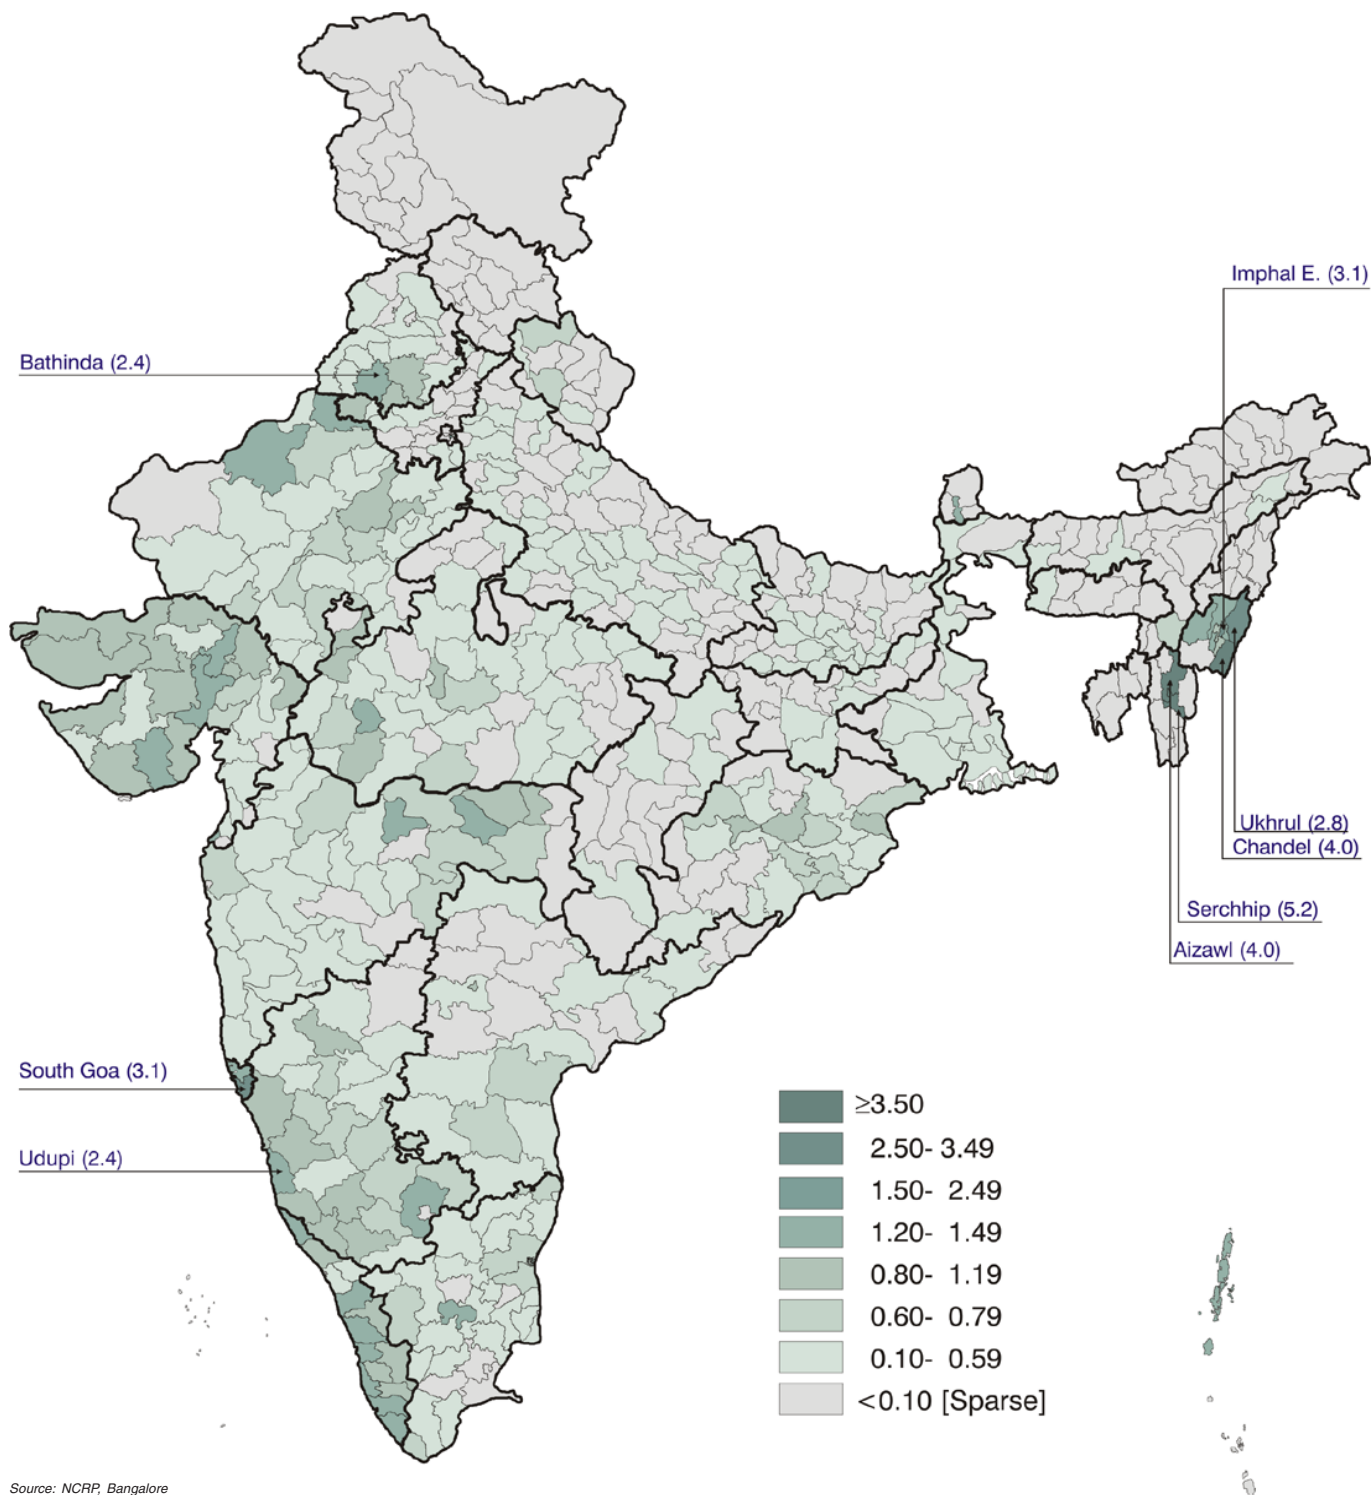 Imphal E. (3.1)
Bathinda (2.4)
Ukhrul (2.8)
Chandel (4.0)
Serchhip (5.2)
Aizawl (4.0)
South Goa (3.1)
Udupi (2.4)
≥3.50
2.50- 3.49
1.50- 2.49
1.20- 1.49
0.80- 1.19
0.60- 0.79
0.10- 0.59
<0.10 [Sparse]
Source: NCRP, Bangalore